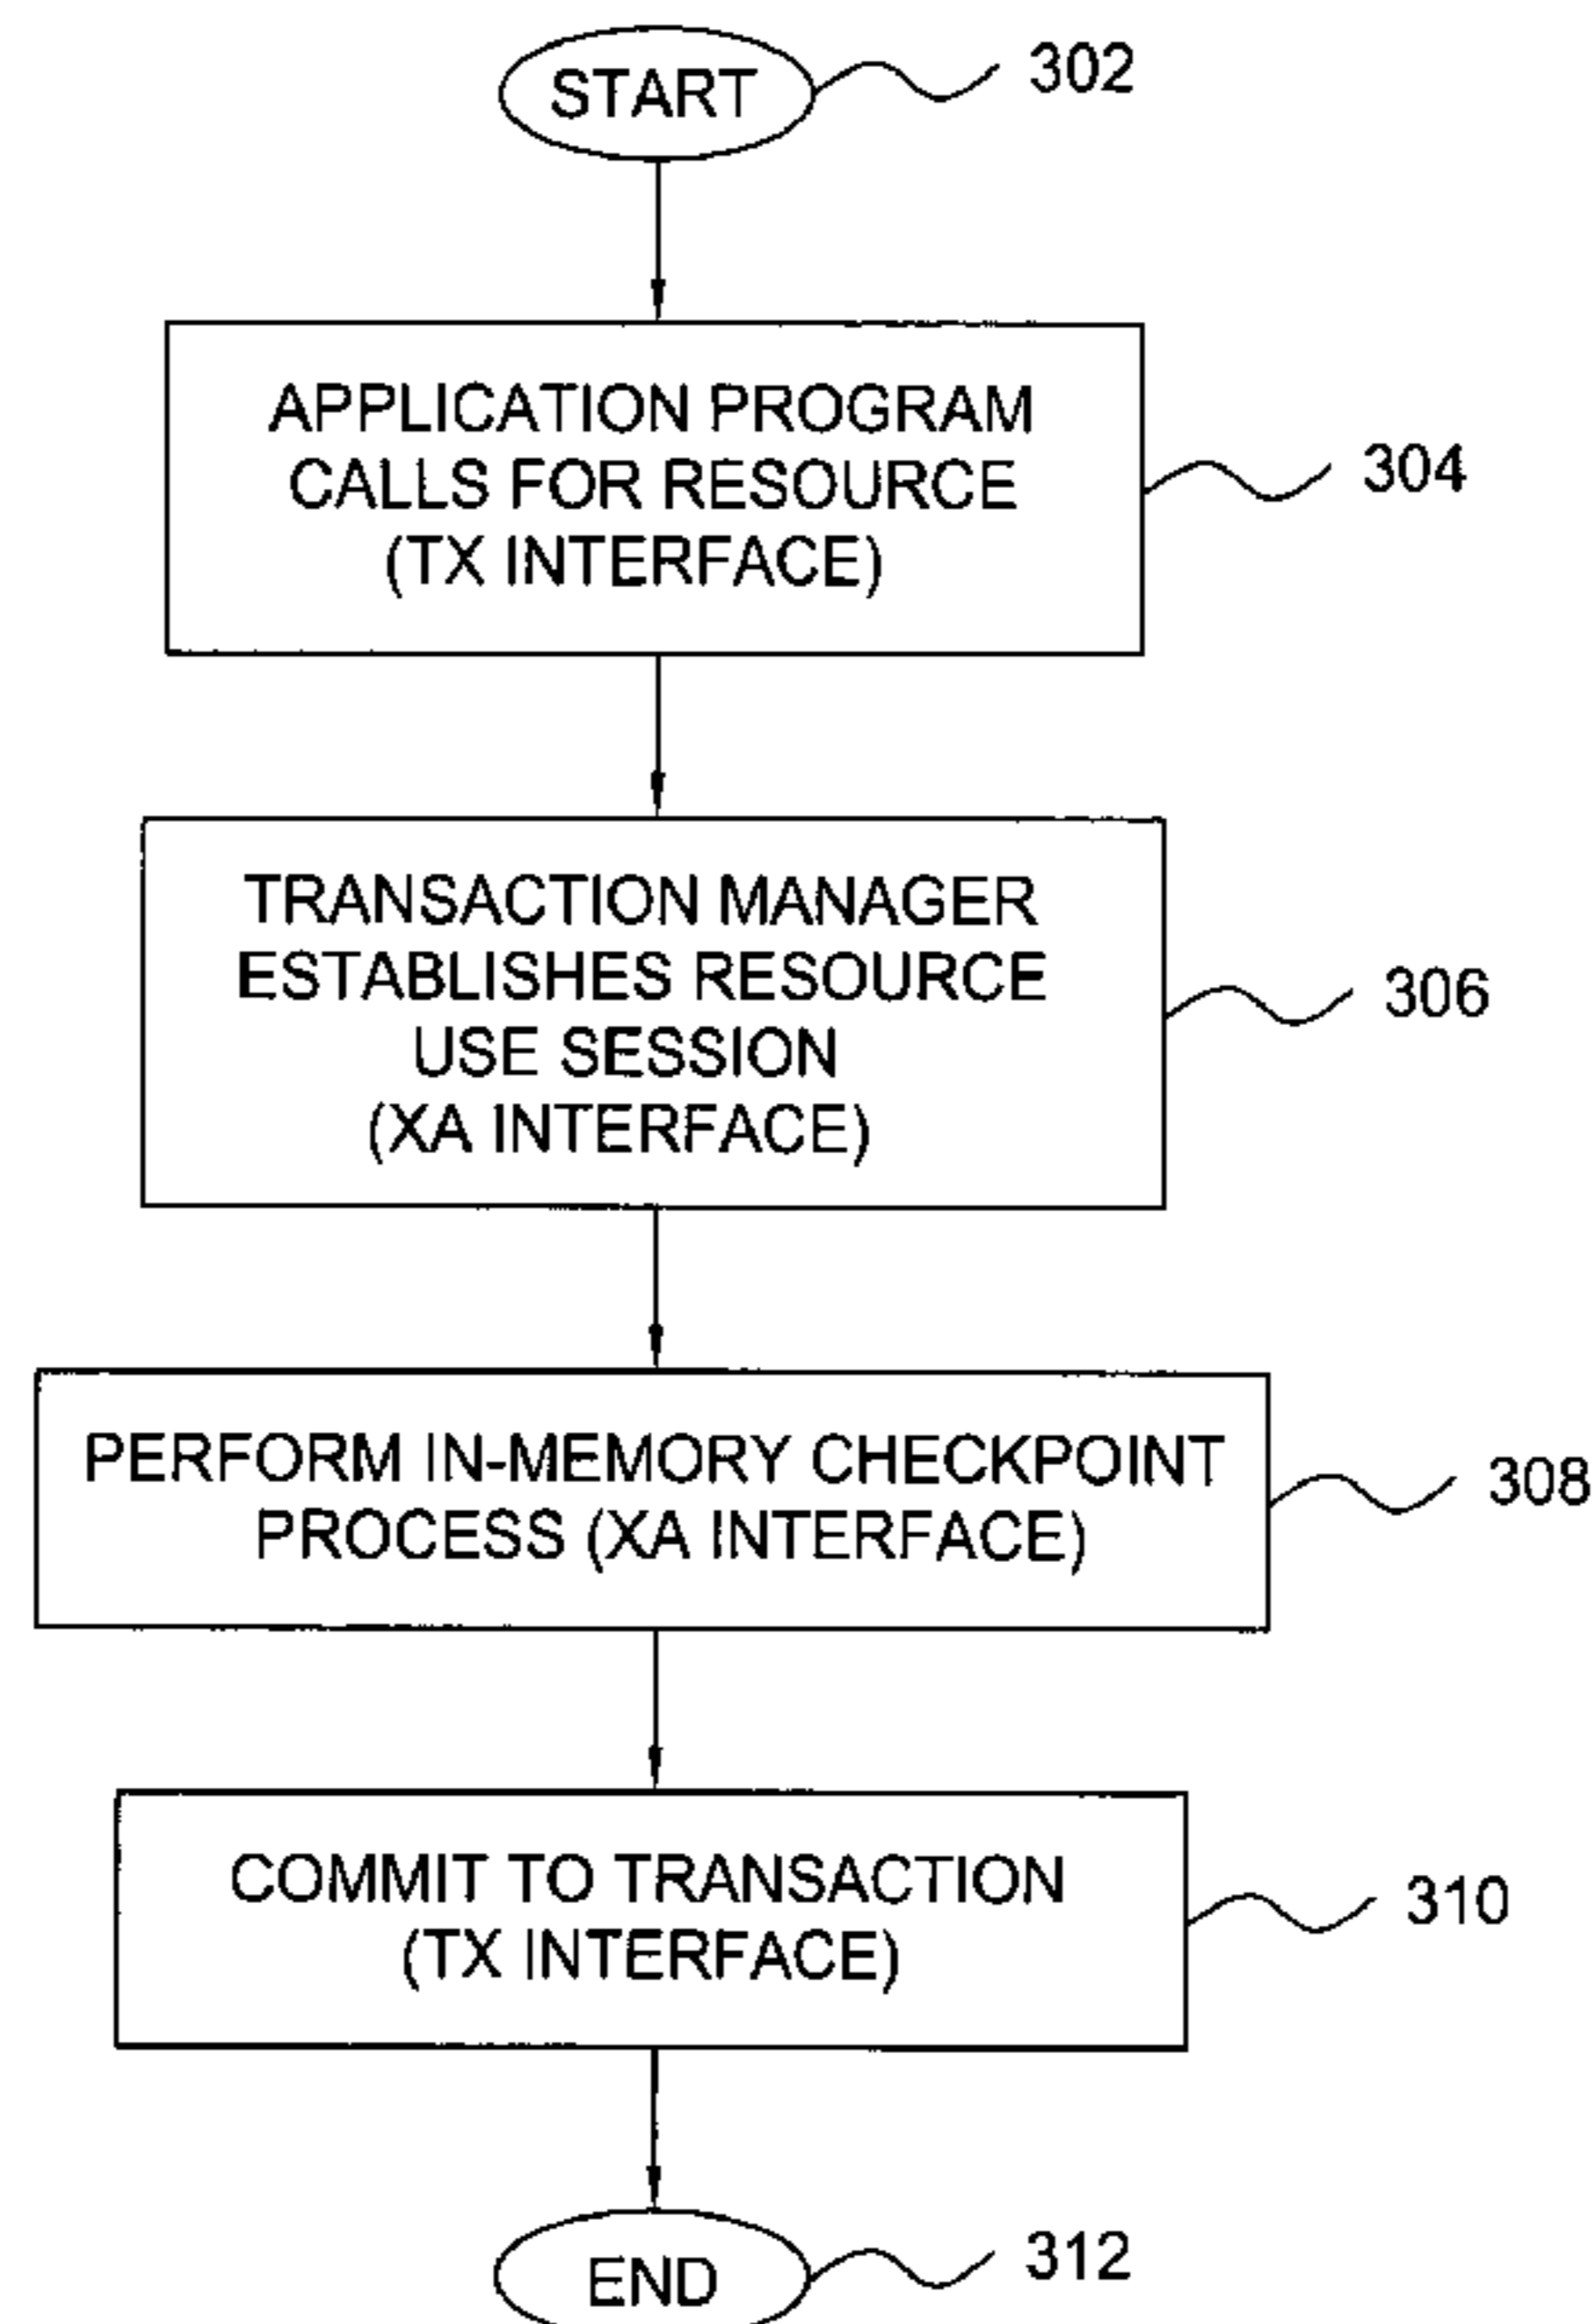 START
302
APPLICATION PROGRAM
CALLS FOR RESOURCE
(TX INTERFACE)
304
TRANSACTION MANAGER
ESTABLISHES RESOURCE
USE SESSION
(XA INTERFACE)
306
PERFORM IN-MEMORY CHECKPOINT
PROCESS (XA INTERFACE)
308
COMMIT TO TRANSACTION
(TX INTERFACE)
310
END
312